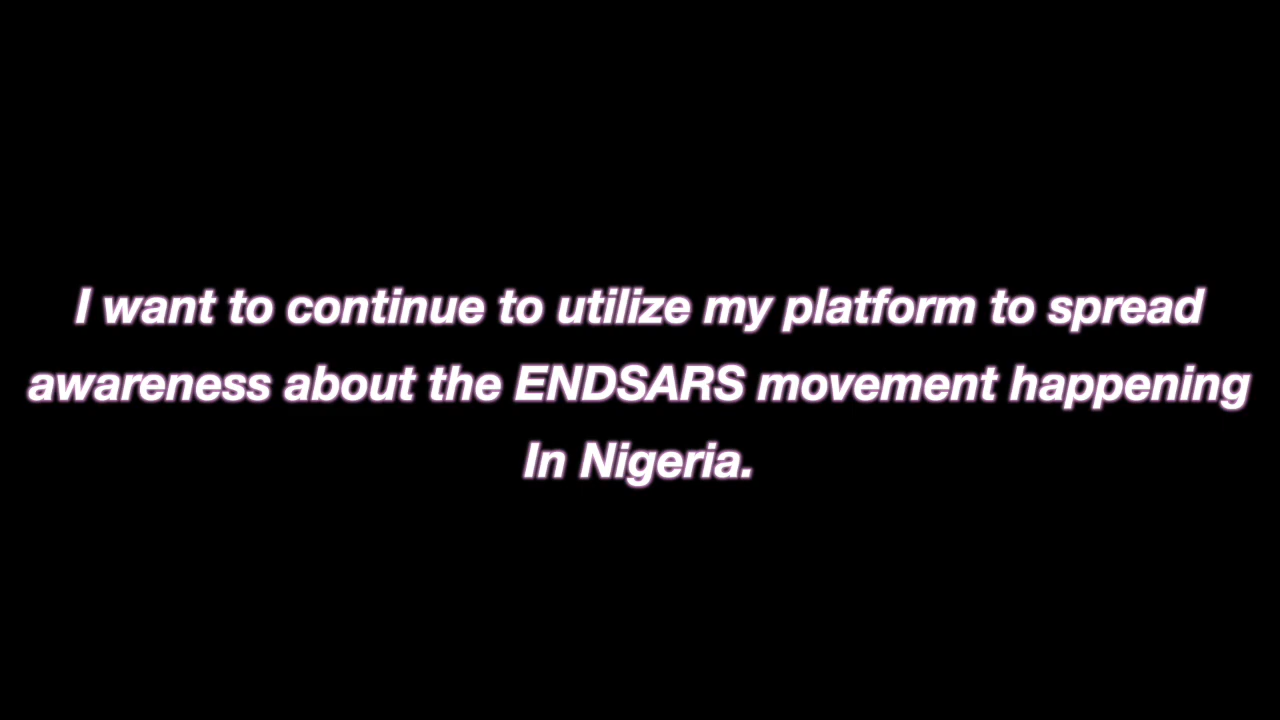 I want to continue to utilize my platform to spread
awareness about the ENDSARS movement happening
In Nigeria.